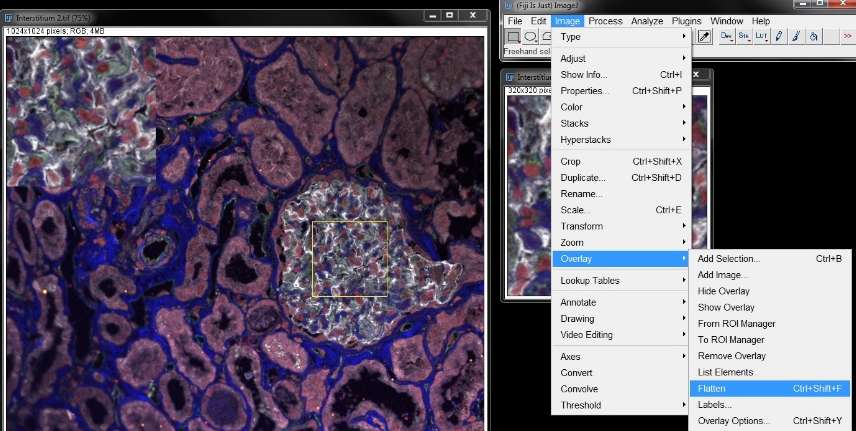 Interstitium 2.tif (75%)
1024x1024 pixels; RGB; 4MB
(Fiji Is Just) ImageJ
File Edit Image Process Analyze Plugins Window Help
Dev. Stk LUT >>
Freehand sel
320x320 pixe
Type
Adjust
Show Info... Ctrl+I
Properties... Ctrl+Shift+P
Color
Stacks
Hyperstacks
Crop Ctrl+Shift+X
Duplicate... Ctrl+Shift+D
Rename...
Scale... Ctrl+E
Transform
Zoom
Overlay
Lookup Tables
Annotate
Drawing
Video Editing
Axes
Convert
Convolve
Threshold
Add Selection... Ctrl+B
Add Image...
Hide Overlay
Show Overlay
From ROI Manager
To ROI Manager
Remove Overlay
List Elements
Flatten Ctrl+Shift+F
Labels...
Overlay Options... Ctrl+Shift+Y